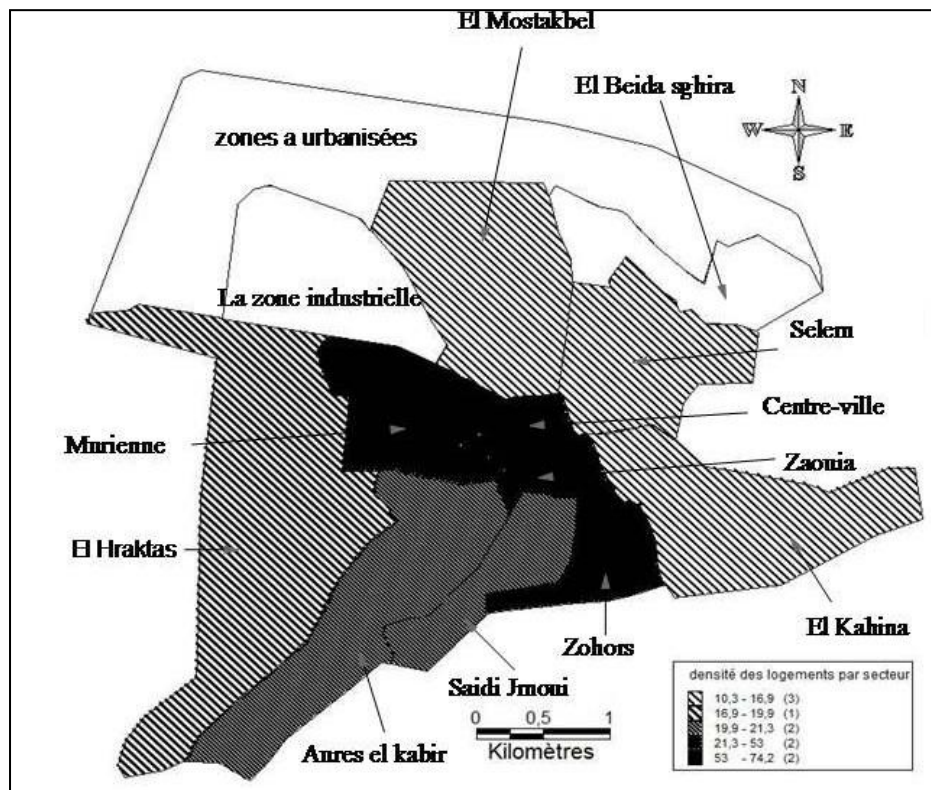 El Mostakbel
El Beida sghira
N
W E
S
zones a urbanisées
La zone industrielle
Selem
Centre-ville
Murienne
Zaouia
El Hraktas
El Kahina
Zohors
Saidi Jmoui
Aures el kabir
0 0,5 1
Kilomètres
densité des logements par secteur
10,3 - 16,9 (3)
16,9 - 19,9 (1)
19,9 - 21,3 (2)
21,3 - 53 (2)
53 - 74,2 (2)